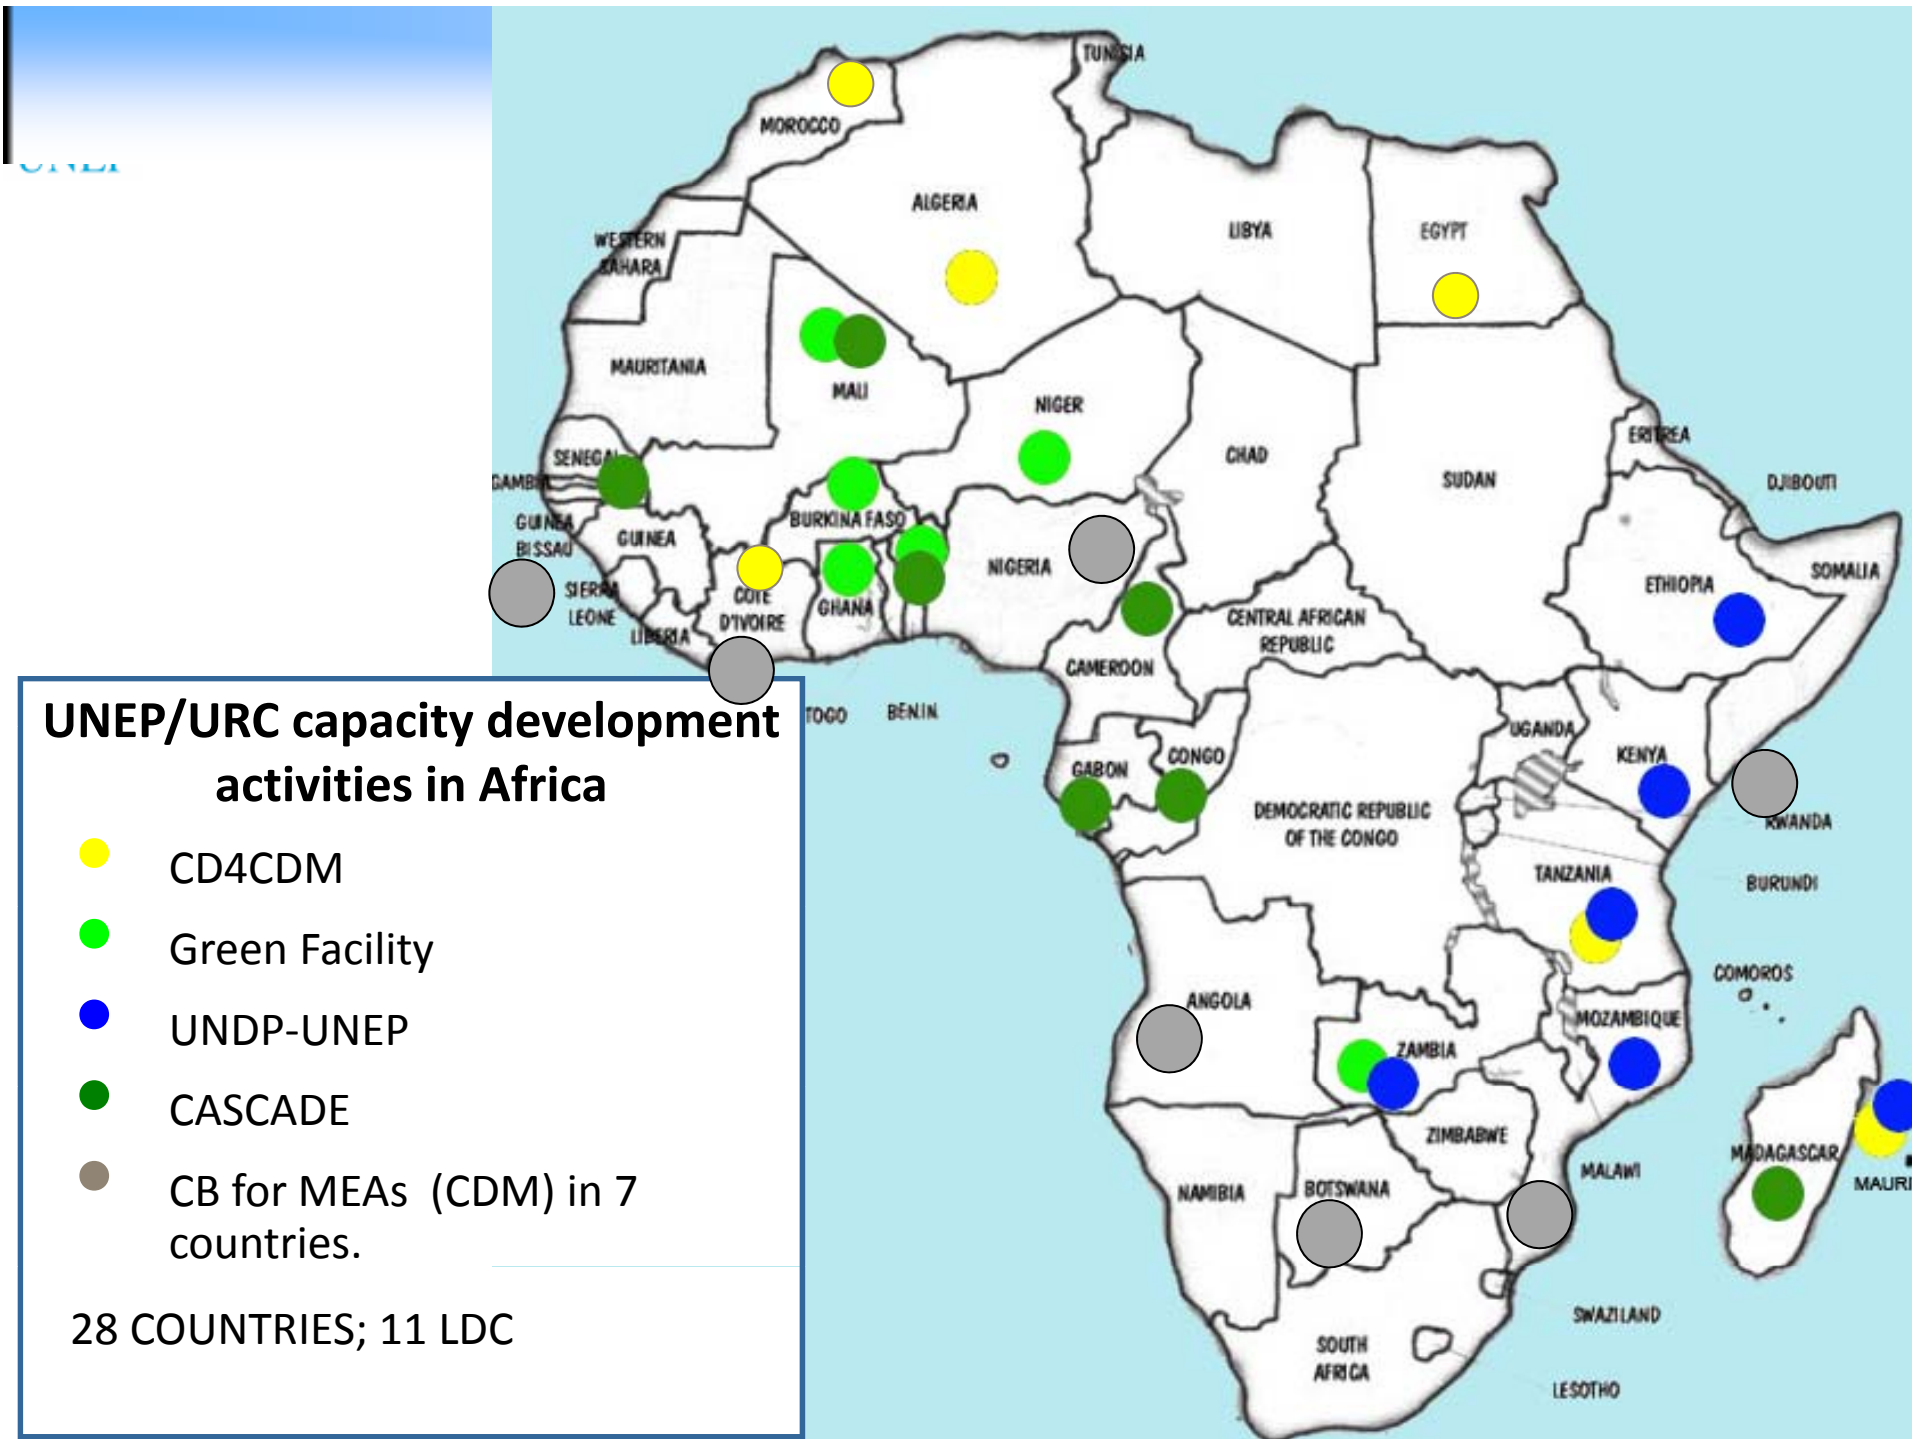 UNEP
TUNISIA
MOROCCO
ALGERIA
LIBYA
EGYPT
WESTERN
SAHARA
MAURITANIA
MALI
NIGER
CHAD
SUDAN
ERITREA
DJIBOUTI
SENEGAL
GAMBIA
GUINEA
BISSAU
GUINEA
BURKINA FASO
NIGERIA
ETHIOPIA
SOMALIA
SIERRA
LEONE
LIBERIA
COTE
D'IVOIRE
GHANA
CENTRAL AFRICAN
REPUBLIC
CAMEROON
TOGO
BENIN
UGANDA
KENYA
GABON
CONGO
DEMOCRATIC REPUBLIC
OF THE CONGO
RWANDA
TANZANIA
BURUNDI
COMOROS
ANGOLA
MOZAMBIQUE
ZAMBIA
ZIMBABWE
MALAWI
MADAGASCAR
MAURI
NAMIBIA
BOTSWANA
SWAZILAND
SOUTH
AFRICA
LESOTHO
UNEP/URC capacity development
activities in Africa
CD4CDM
Green Facility
UNDP-UNEP
CASCADE
CB for MEAs (CDM) in 7
countries.
28 COUNTRIES; 11 LDC